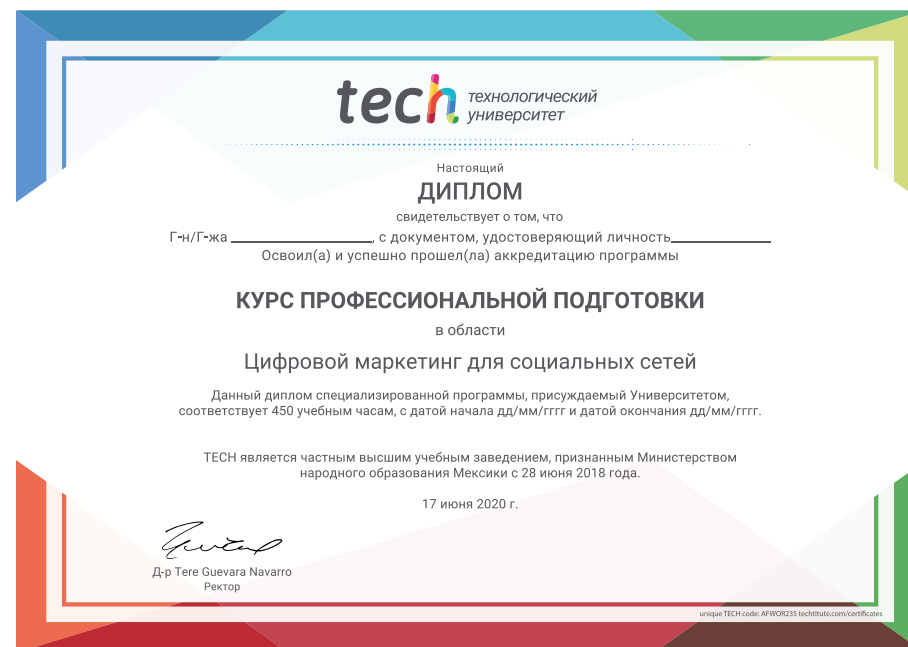 tech технологический
университет
Настоящий
ДИПЛОМ
свидетельствует о том, что
Г-н/Г-жа ______________, с документом, удостоверяющий личность__________
Освоил(а) и успешно прошел(ла) аккредитацию программы
КУРС ПРОФЕССИОНАЛЬНОЙ ПОДГОТОВКИ
в области
Цифровой маркетинг для социальных сетей
Данный диплом специализированной программы, присуждаемый Университетом,
соответствует 450 учебным часам, с датой начала дд/мм/гггг и датой окончания дд/мм/гггг.
TECH является частным высшим учебным заведением, признанным Министерством
народного образования Мексики с 28 июня 2018 года.
17 июня 2020 г.
Д-р Tere Guevara Navarro
Ректор
unique TECH code: AFWOR23S techtitute.com/certificates